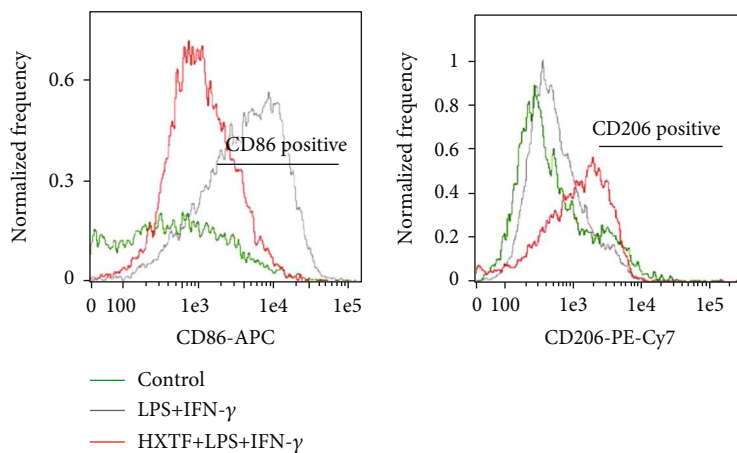 Normalized frequency
0.6
0.3
0
CD86 positive
0 100 1e3 1e4 1e5
CD86-APC
Normalized frequency
1
0.8
0.6
0.4
0.2
0
CD206 positive
0 100 1e3 1e4 1e5
CD206-PE-Cy7
Control
LPS+IFN-γ
HXTF+LPS+IFN-γ